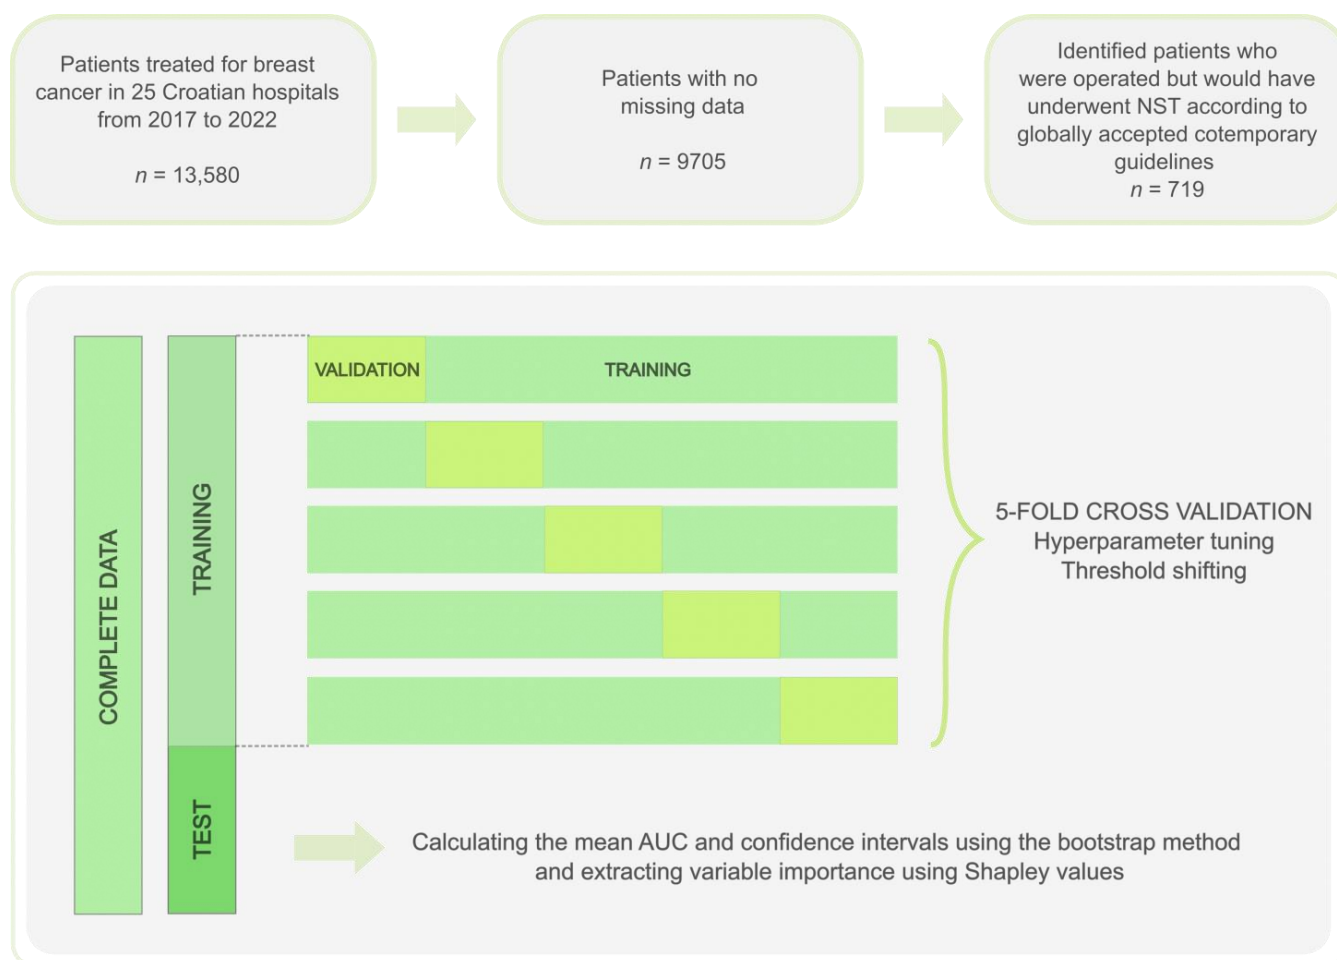 Patients treated for breast
cancer in 25 Croatian hospitals
from 2017 to 2022
n = 13,580
Patients with no
missing data
n = 9705
Identified patients who
were operated but would have
underwent NST according to
globally accepted cotemporary
guidelines
n = 719
COMPLETE DATA
TRAINING
TEST
VALIDATION
TRAINING
5-FOLD CROSS VALIDATION
Hyperparameter tuning
Threshold shifting
Calculating the mean AUC and confidence intervals using the bootstrap method
and extracting variable importance using Shapley values